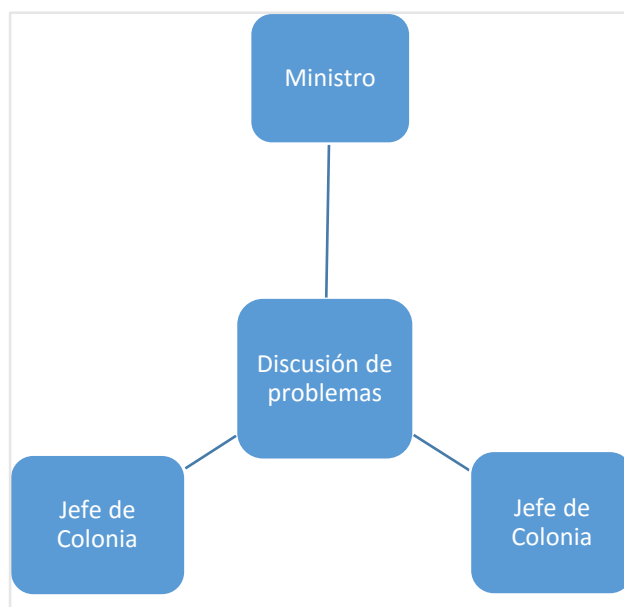 Ministro
Discusión de
problemas
Jefe de
Colonia
Jefe de
Colonia